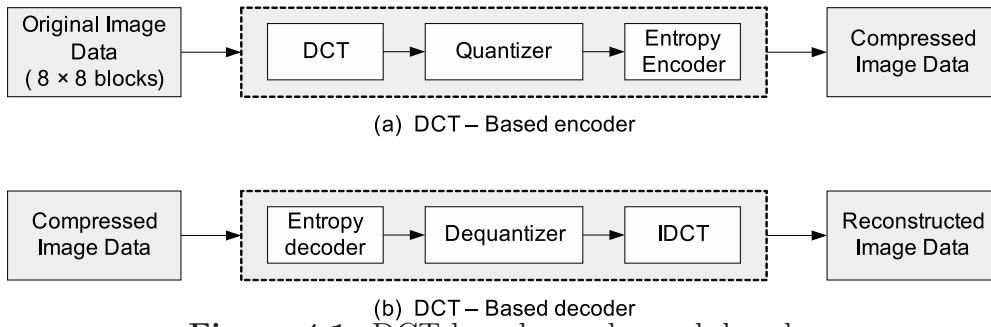 Original Image
Data
( 8 × 8 blocks)
DCT
Quantizer
Entropy
Encoder
Compressed
Image Data
(a) DCT – Based encoder
Compressed
Image Data
Entropy
decoder
Dequantizer
IDCT
Reconstructed
Image Data
(b) DCT – Based decoder